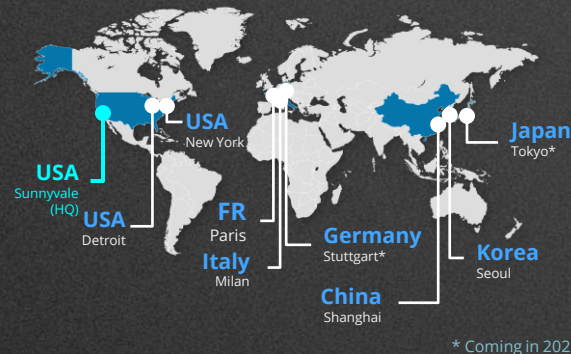 USA
New York
Japan
Tokyo*
USA
Sunnyvale
(HQ)
USA
Detroit
FR
Paris
Germany
Stuttgart*
Italy
Milan
Korea
Seoul
China
Shanghai
* Coming in 202